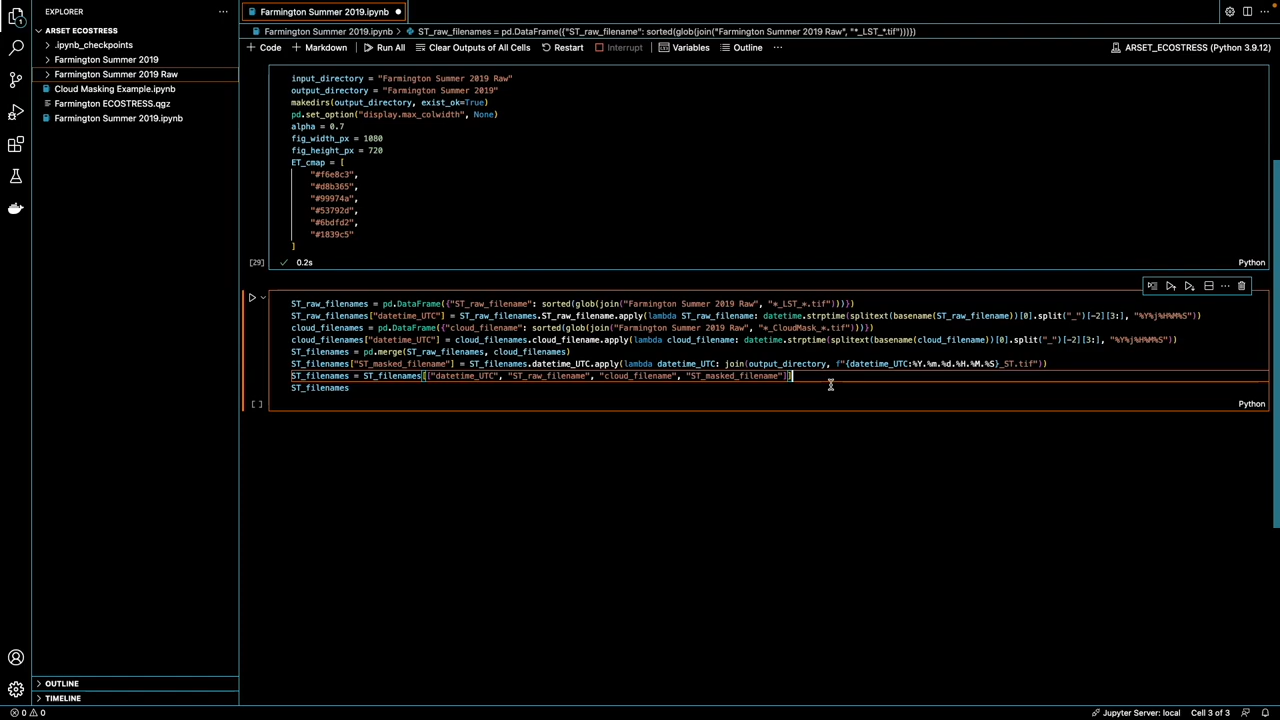 EXPLORER
ARSET ECOSTRESS
.ipynb_checkpoints
Farmington Summer 2019
Farmington Summer 2019 Raw
Cloud Masking Example.ipynb
Farmington ECOSTRESS.qgz
Farmington Summer 2019.ipynb
OUTLINE
TIMELINE
1
Farmington Summer 2019.ipynb
Farmington Summer 2019.ipynb > ST_raw_filenames = pd.DataFrame({"ST_raw_filename": sorted(glob(join("Farmington Summer 2019 Raw", "*_LST_*.tif")))})
+ Code + Markdown Run All Clear Outputs of All Cells Restart Interrupt Variables Outline ... ARSET_ECOSTRESS (Python 3.9.12)
input_directory = "Farmington Summer 2019 Raw"
output_directory = "Farmington Summer 2019"
makedirs(output_directory, exist_ok=True)
pd.set_option("display.max_colwidth", None)
alpha = 0.7
fig_width_px = 1080
fig_height_px = 720
ET_cmap = [
"#f6e8c3",
"#d8b365",
"#99974a",
"#53792d",
"#6bdfd2",
"#1839c5"
]
[29] 0.2s Python
ST_raw_filenames = pd.DataFrame({"ST_raw_filename": sorted(glob(join("Farmington Summer 2019 Raw", "*_LST_*.tif")))})
ST_raw_filenames["datetime_UTC"] = ST_raw_filenames.ST_raw_filename.apply(lambda ST_raw_filename: datetime.strptime(splitext(basename(ST_raw_filename))[0].split("_")[-2][3:], "%Y%j%H%M%S"))
cloud_filenames = pd.DataFrame({"cloud_filename": sorted(glob(join("Farmington Summer 2019 Raw", "*_CloudMask_*.tif")))})
cloud_filenames["datetime_UTC"] = cloud_filenames.cloud_filename.apply(lambda cloud_filename: datetime.strptime(splitext(basename(cloud_filename))[0].split("_")[-2][3:], "%Y%j%H%M%S"))
ST_filenames = pd.merge(ST_raw_filenames, cloud_filenames)
ST_filenames["ST_masked_filename"] = ST_filenames.datetime_UTC.apply(lambda datetime_UTC: join(output_directory, f"{datetime_UTC:%Y.%m.%d.%H.%M.%S}_ST.tif"))
ST_filenames = ST_filenames[["datetime_UTC", "ST_raw_filename", "cloud_filename", "ST_masked_filename"]]
ST_filenames
[ ] Python
0 0 Jupyter Server: local Cell 3 of 3